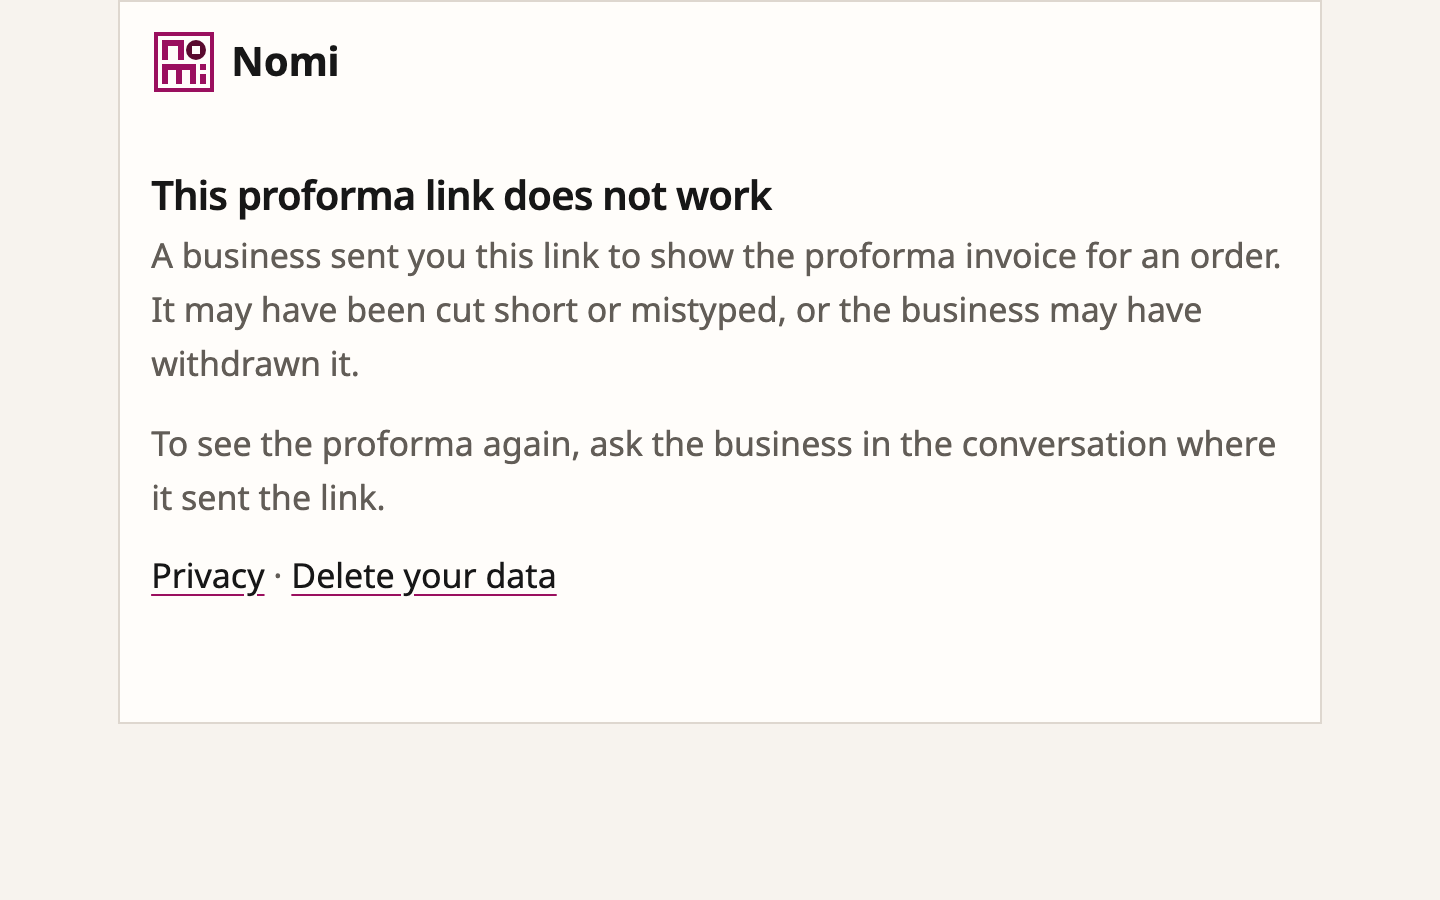 nomi
Nomi
This proforma link does not work
A business sent you this link to show the proforma invoice for an order.
It may have been cut short or mistyped, or the business may have
withdrawn it.
To see the proforma again, ask the business in the conversation where
it sent the link.
Privacy · Delete your data